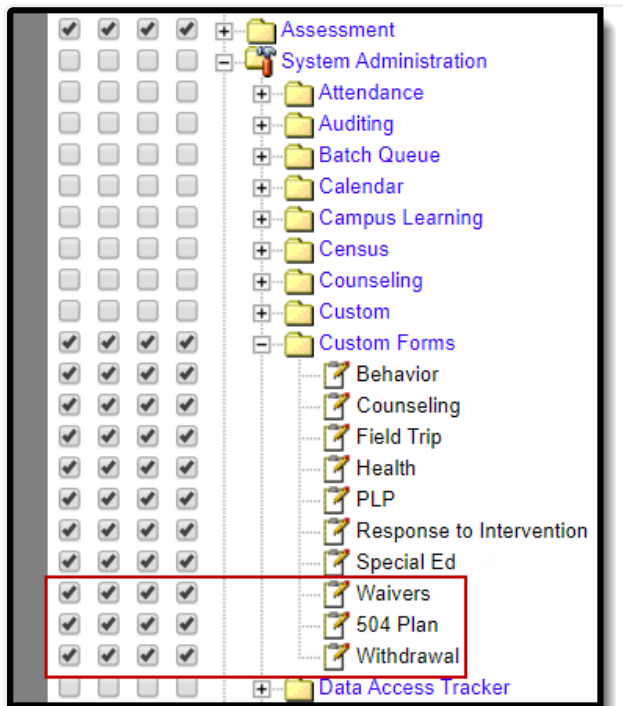 Assessment
System Administration
Attendance
Auditing
Batch Queue
Calendar
Campus Learning
Census
Counseling
Custom
Custom Forms
Behavior
Counseling
Field Trip
Health
PLP
Response to Intervention
Special Ed
Waivers
504 Plan
Withdrawal
Data Access Tracker